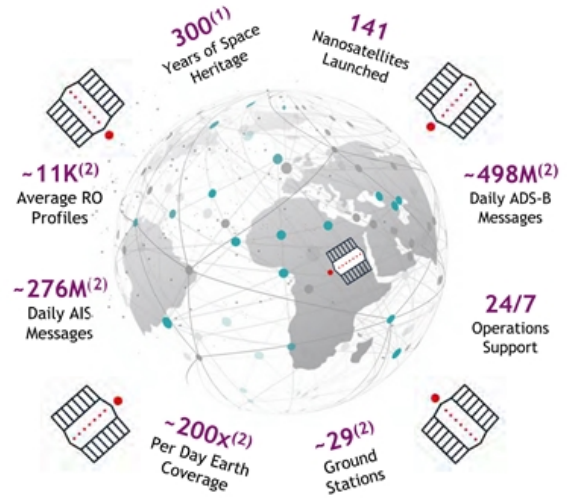 300(1)
Years of Space
Heritage
141
Nanosatellites
Launched
~11K(2)
Average RO
Profiles
~498M(2)
Daily ADS-B
Messages
~276M(2)
Daily AIS
Messages
24/7
Operations
Support
~200x(2)
Per Day Earth
Coverage
~29(2)
Ground
Stations